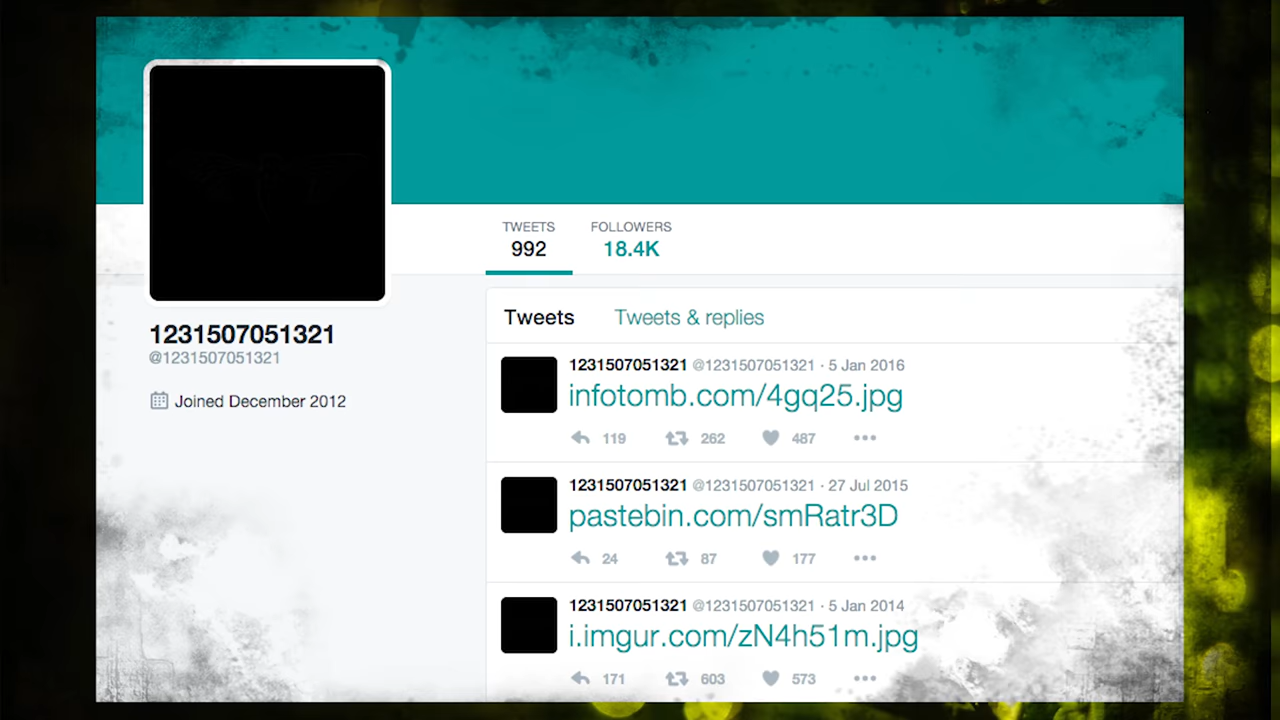 TWEETS
992
FOLLOWERS
18.4K
1231507051321
@1231507051321
Joined December 2012
Tweets
Tweets & replies
1231507051321 @1231507051321 · 5 Jan 2016
infotomb.com/4gq25.jpg
119 262 487
1231507051321 @1231507051321 · 27 Jul 2015
pastebin.com/smRatr3D
24 87 177
1231507051321 @1231507051321 · 5 Jan 2014
i.imgur.com/zN4h51m.jpg
171 603 573